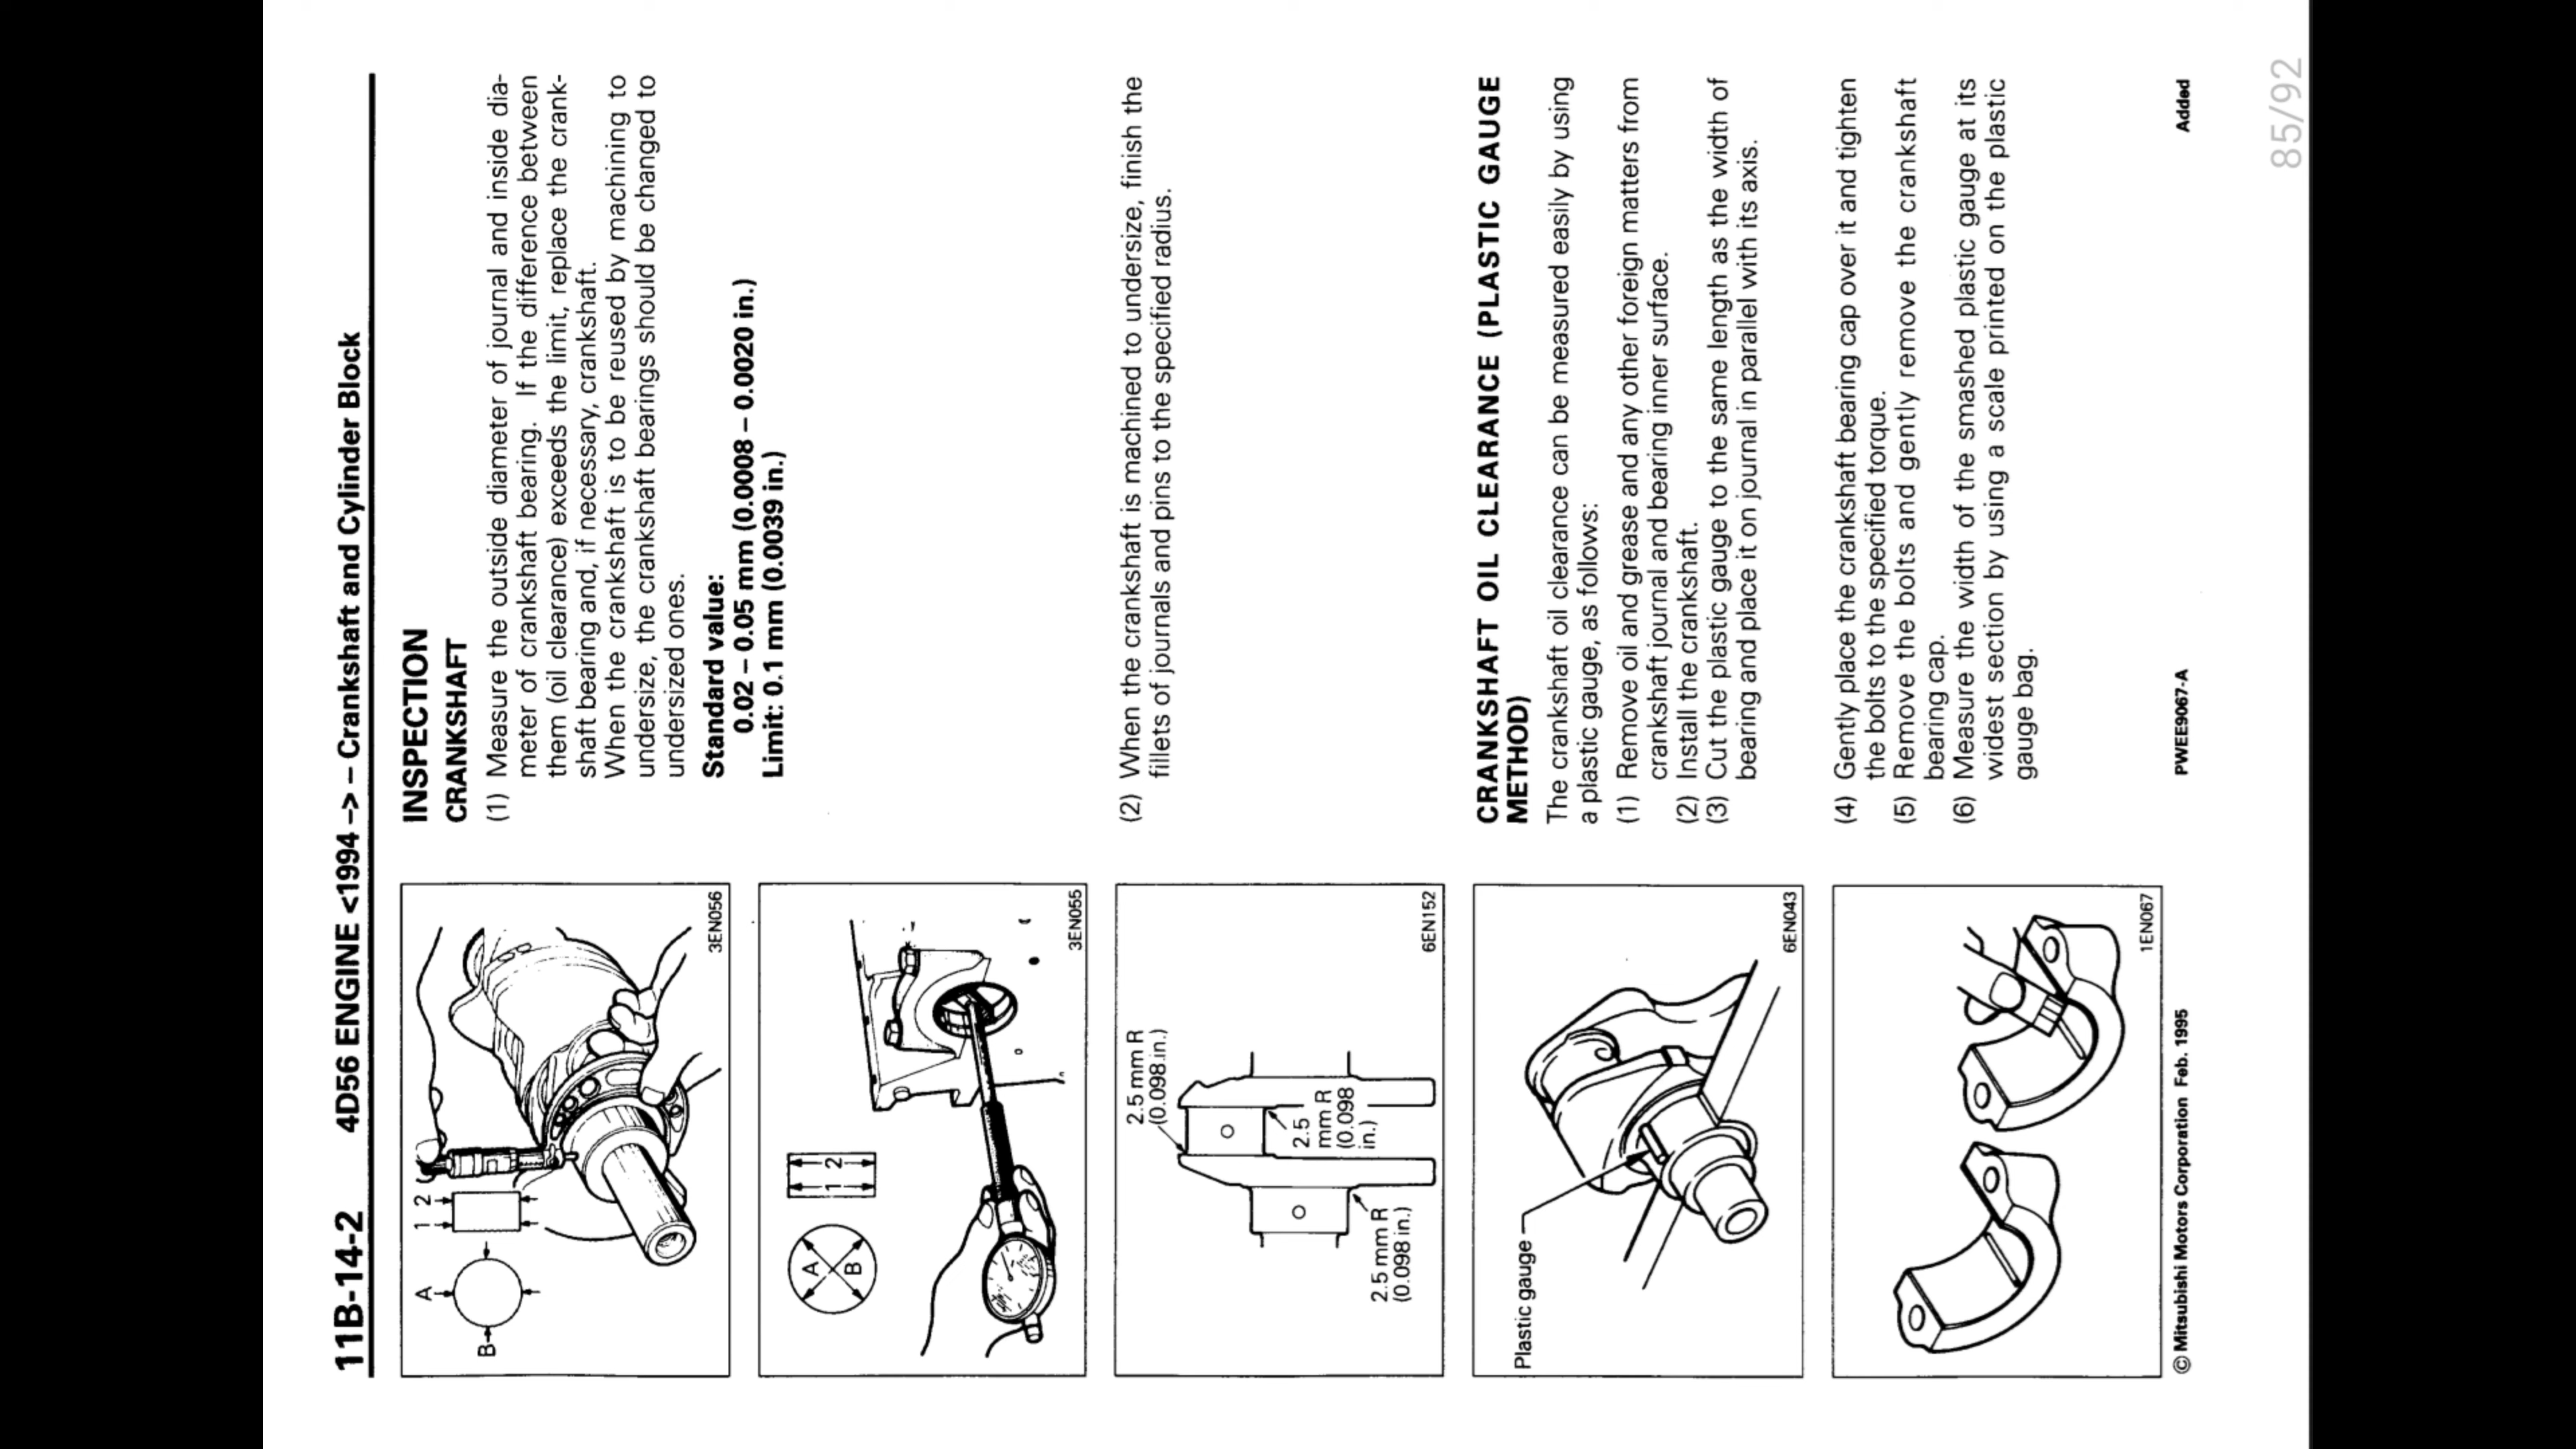 11B-14-2 4D56 ENGINE <1994 –> – Crankshaft and Cylinder Block
INSPECTION
CRANKSHAFT
(1) Measure the outside diameter of journal and inside dia-
meter of crankshaft bearing. If the difference between
them (oil clearance) exceeds the limit, replace the crank-
shaft bearing and, if necessary, crankshaft.
When the crankshaft is to be reused by machining to
undersize, the crankshaft bearings should be changed to
undersized ones.
Standard value:
0.02 – 0.05 mm (0.0008 – 0.0020 in.)
Limit: 0.1 mm (0.0039 in.)
A
B
1 2
3EN056
A
B
1 2
3EN055
(2) When the crankshaft is machined to undersize, finish the
fillets of journals and pins to the specified radius.
2.5 mm R
(0.098 in.)
2.5
mm R
(0.098
in.)
2.5 mm R
(0.098 in.)
6EN152
CRANKSHAFT OIL CLEARANCE (PLASTIC GAUGE
METHOD)
The crankshaft oil clearance can be measured easily by using
a plastic gauge, as follows:
(1) Remove oil and grease and any other foreign matters from
crankshaft journal and bearing inner surface.
(2) Install the crankshaft.
(3) Cut the plastic gauge to the same length as the width of
bearing and place it on journal in parallel with its axis.
Plastic gauge
6EN043
(4) Gently place the crankshaft bearing cap over it and tighten
the bolts to the specified torque.
(5) Remove the bolts and gently remove the crankshaft
bearing cap.
(6) Measure the width of the smashed plastic gauge at its
widest section by using a scale printed on the plastic
gauge bag.
1EN067
© Mitsubishi Motors Corporation Feb. 1995 PWEE9067-A Added
85/92